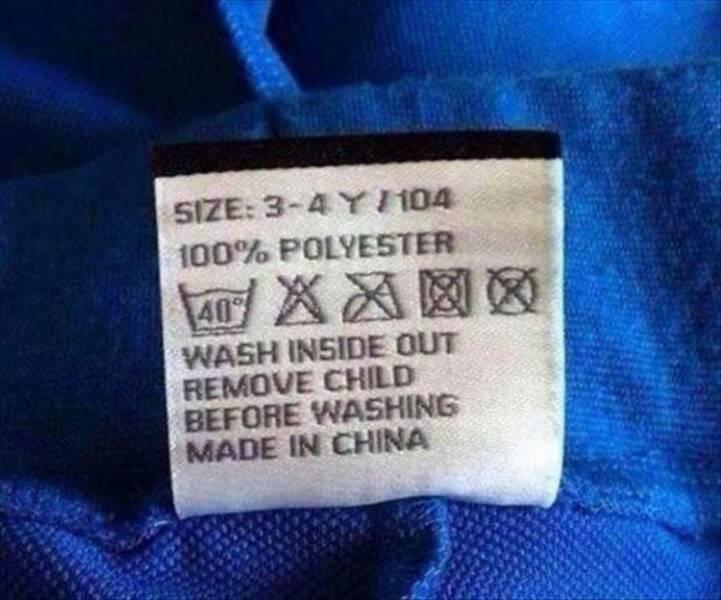 SIZE: 3-4 Y / 104
100% POLYESTER
40°
WASH INSIDE OUT
REMOVE CHILD
BEFORE WASHING
MADE IN CHINA